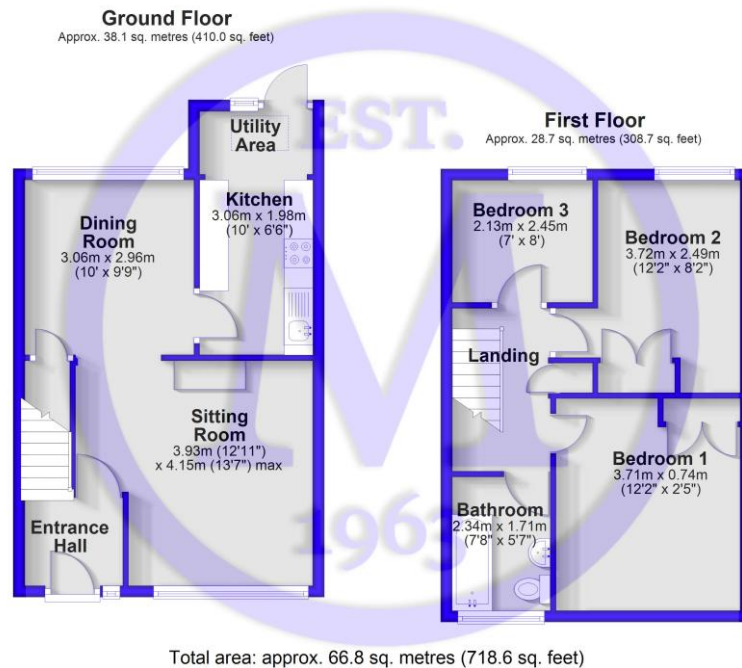 Ground Floor
Approx. 38.1 sq. metres (410.0 sq. feet)
Utility
Area
Kitchen
3.06m x 1.98m
(10' x 6'6")
Dining
Room
3.06m x 2.96m
(10' x 9'9")
Sitting
Room
3.93m (12'11")
x 4.15m (13'7") max
Entrance
Hall
First Floor
Approx. 28.7 sq. metres (308.7 sq. feet)
Bedroom 3
2.13m x 2.45m
(7' x 8')
Bedroom 2
3.72m x 2.49m
(12'2" x 8'2")
Landing
Bedroom 1
3.71m x 0.74m
(12'2" x 2'5")
Bathroom
2.34m x 1.71m
(7'8" x 5'7")
EST.
M
1963
Total area: approx. 66.8 sq. metres (718.6 sq. feet)